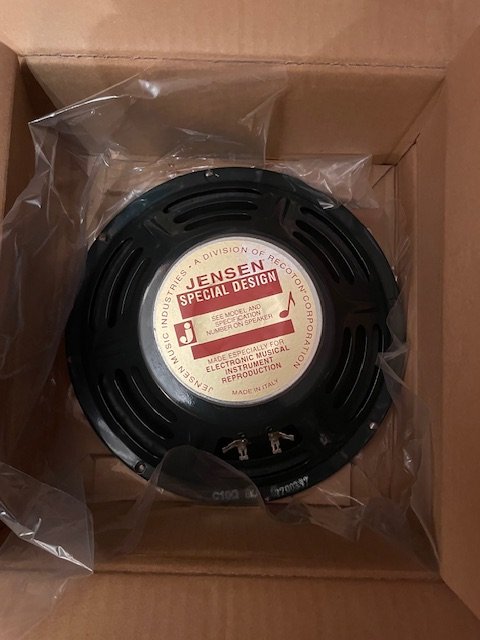 JENSEN MUSIC INDUSTRIES - A DIVISION OF RECOTON® CORPORATION
JENSEN
SPECIAL DESIGN
SEE MODEL AND
SPECIFICATION
NUMBER ON SPEAKER
j
MADE ESPECIALLY FOR
ELECTRONIC MUSICAL
INSTRUMENT
REPRODUCTION
MADE IN ITALY